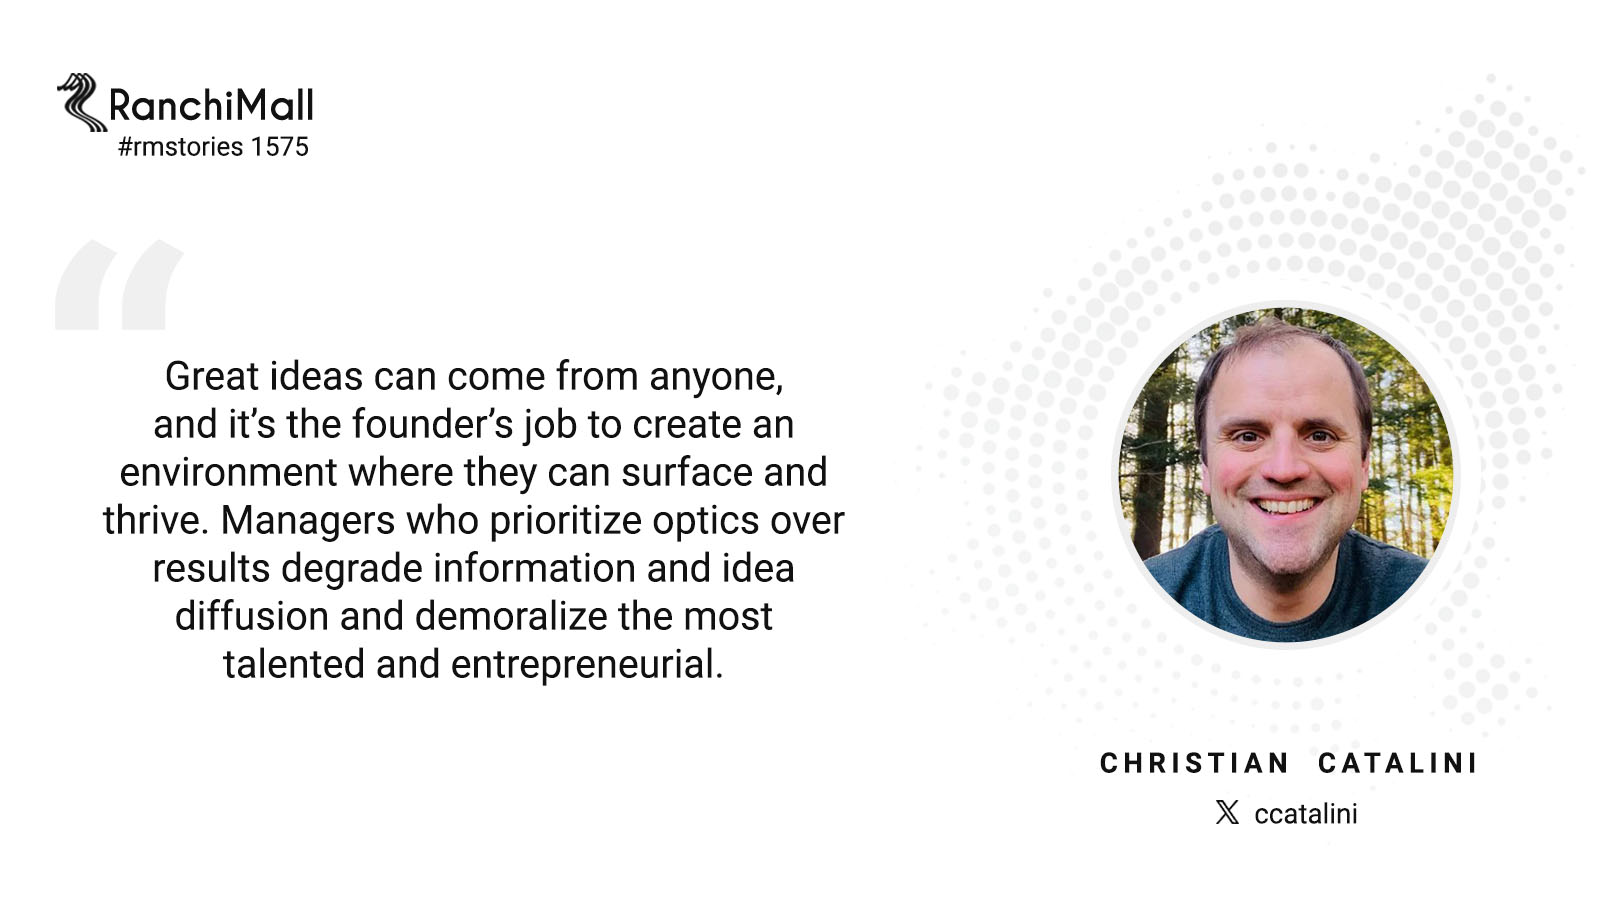 RanchiMall
#rmstories 1575
“
Great ideas can come from anyone,
and it’s the founder’s job to create an
environment where they can surface and
thrive. Managers who prioritize optics over
results degrade information and idea
diffusion and demoralize the most
talented and entrepreneurial.
CHRISTIAN CATALINI
𝕏 ccatalini